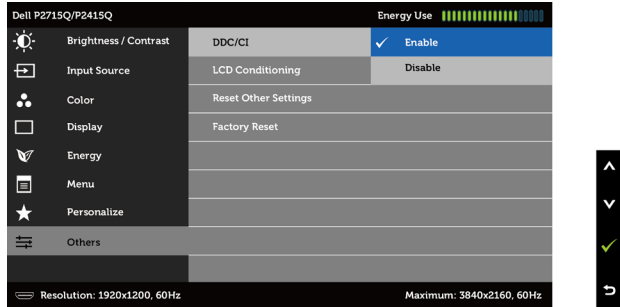 Dell P2715Q/P2415Q Energy Use
Brightness / Contrast DDC/CI Enable
Input Source LCD Conditioning Disable
Color Reset Other Settings
Display Factory Reset
Energy
Menu
Personalize
Others
Resolution: 1920x1200, 60Hz Maximum: 3840x2160, 60Hz